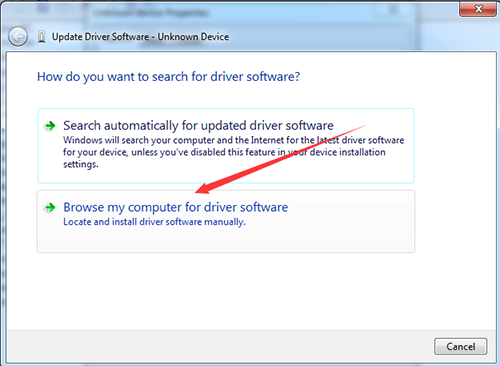 Unknown device Properties
Update Driver Software - Unknown Device
How do you want to search for driver software?
Search automatically for updated driver software
Windows will search your computer and the Internet for the latest driver software
for your device, unless you've disabled this feature in your device installation
settings.
Browse my computer for driver software
Locate and install driver software manually.
Cancel